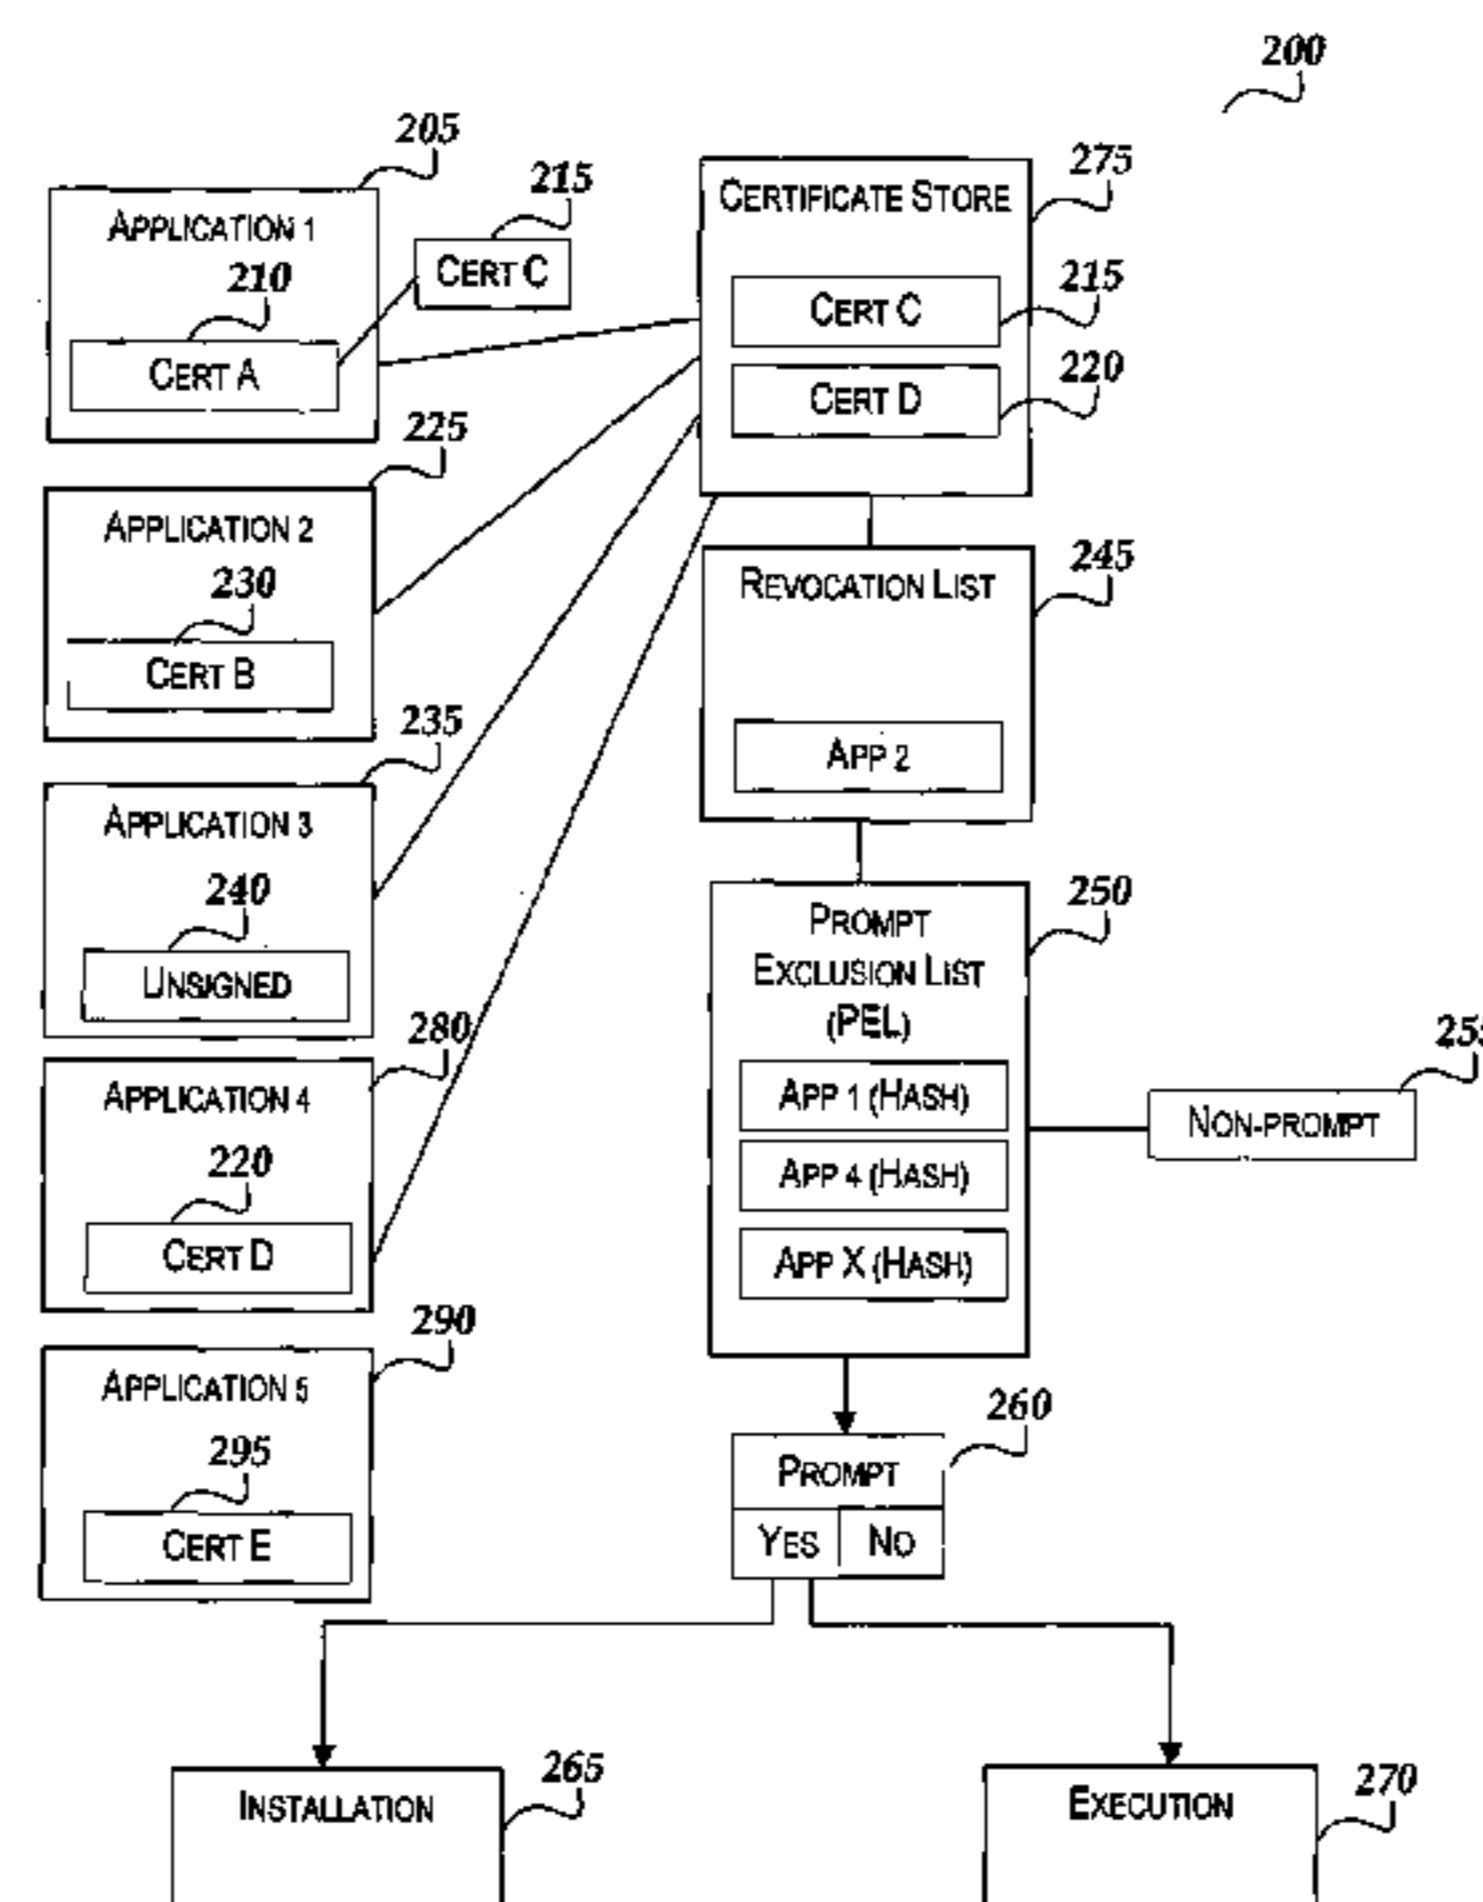 200
205
APPLICATION 1
210
CERT A
215
CERT C
225
APPLICATION 2
230
CERT B
235
APPLICATION 3
240
UNSIGNED
280
APPLICATION 4
220
CERT D
290
APPLICATION 5
295
CERT E
275
CERTIFICATE STORE
215
CERT C
220
CERT D
245
REVOCATION LIST
APP 2
250
PROMPT
EXCLUSION LIST
(PEL)
APP 1 (HASH)
APP 4 (HASH)
APP X (HASH)
255
NON-PROMPT
260
PROMPT
YES NO
265
INSTALLATION
270
EXECUTION